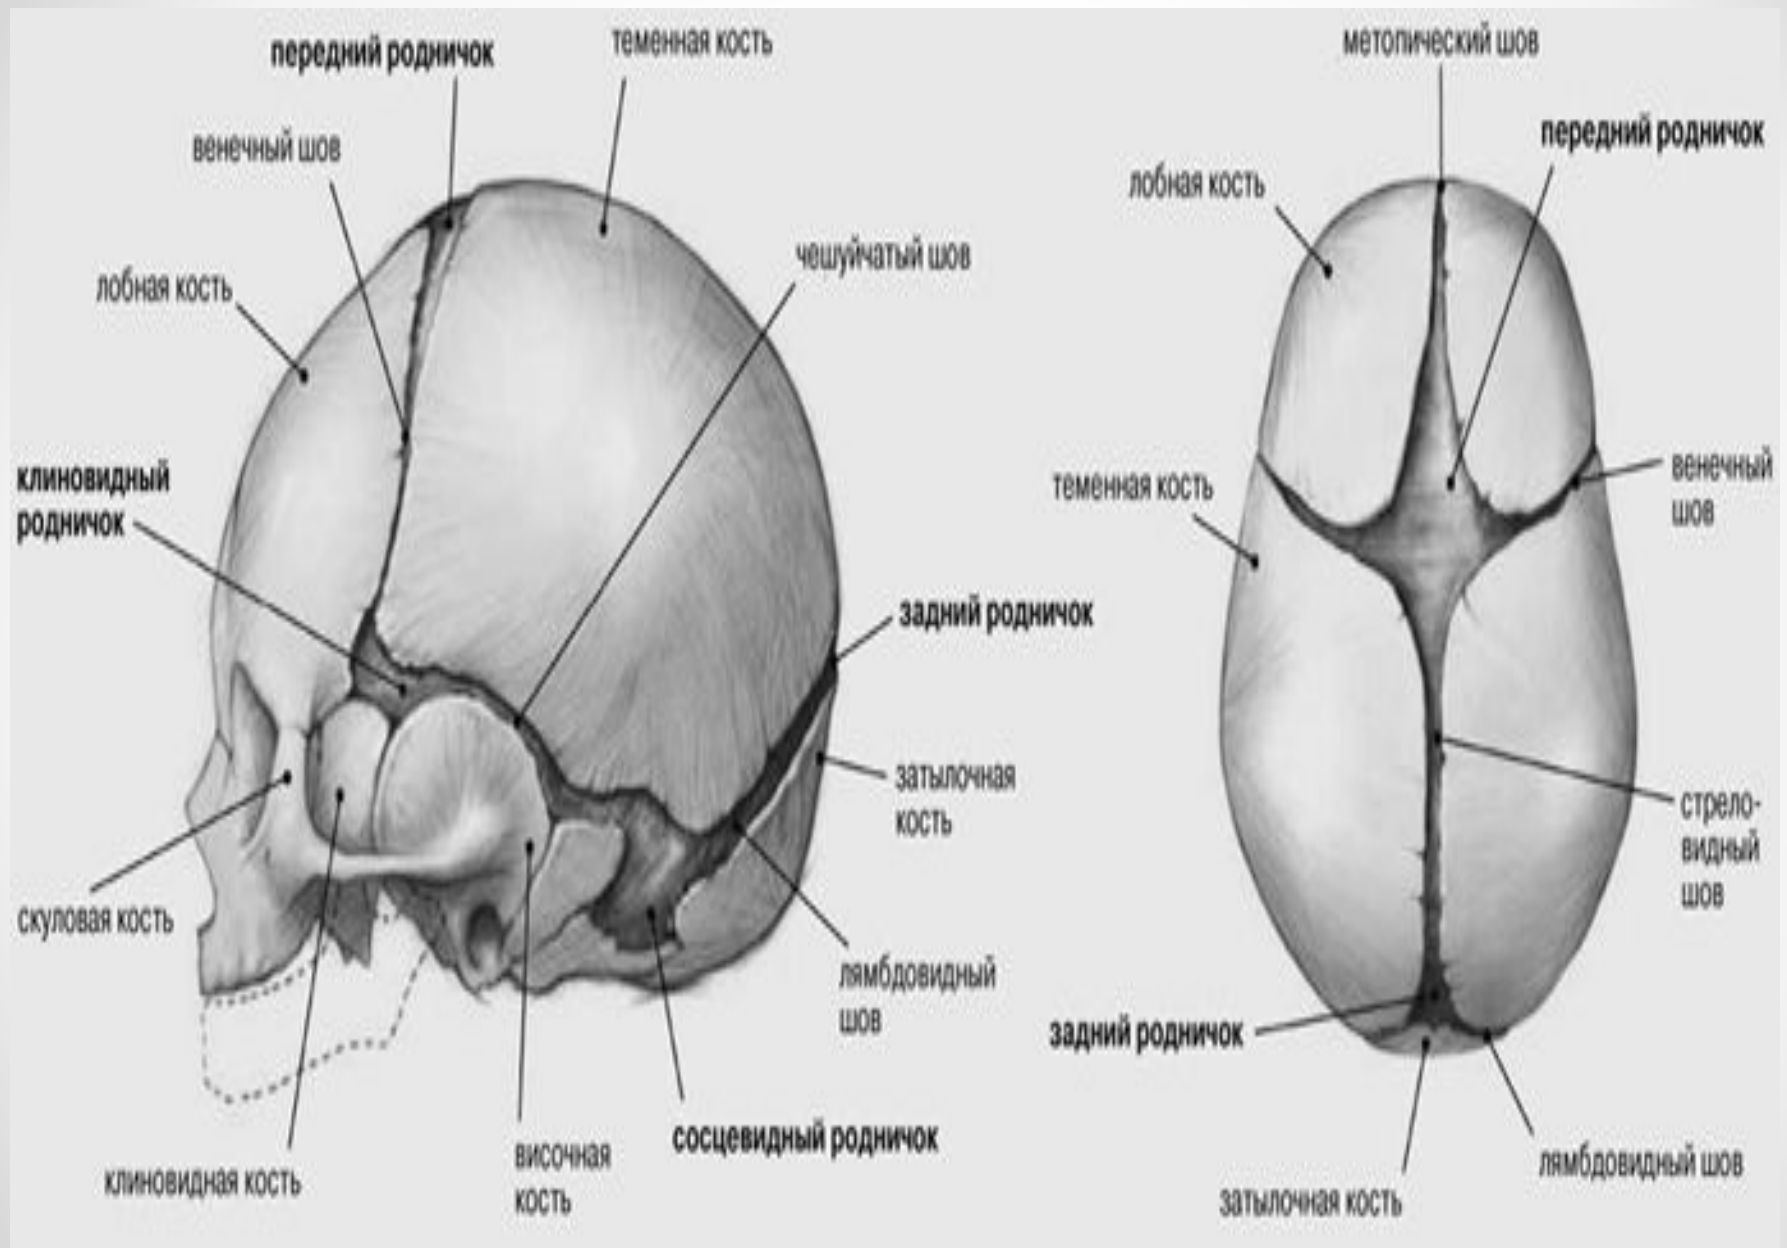 передний родничок
теменная кость
венечный шов
лобная кость
чешуйчатый шов
клиновидный
родничок
задний родничок
затылочная
кость
скуловая кость
лямбдовидный
шов
клиновидная кость
височная
кость
сосцевидный родничок
метопический шов
передний родничок
лобная кость
теменная кость
венечный
шов
стрело-
видный
шов
задний родничок
лямбдовидный шов
затылочная кость